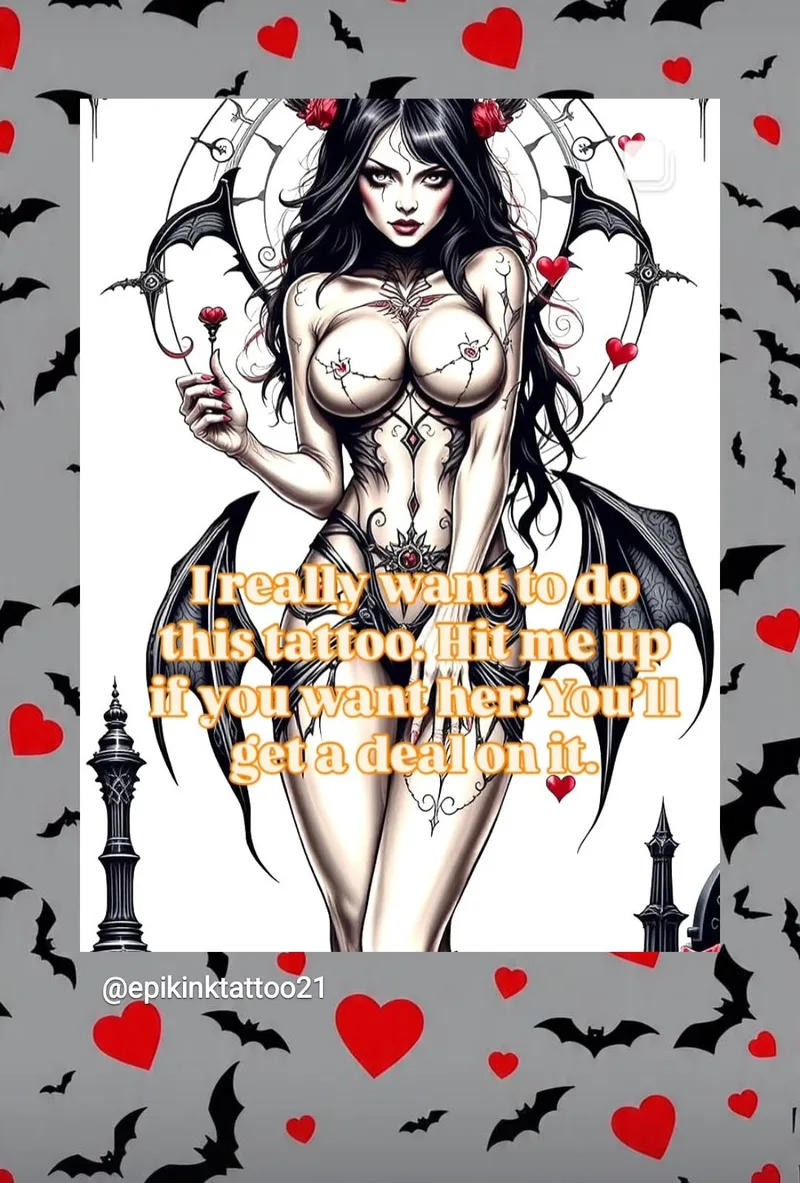 I really want to do
this tattoo. Hit me up
if you want her. You'll
get a deal on it.
@epikinktattoo21